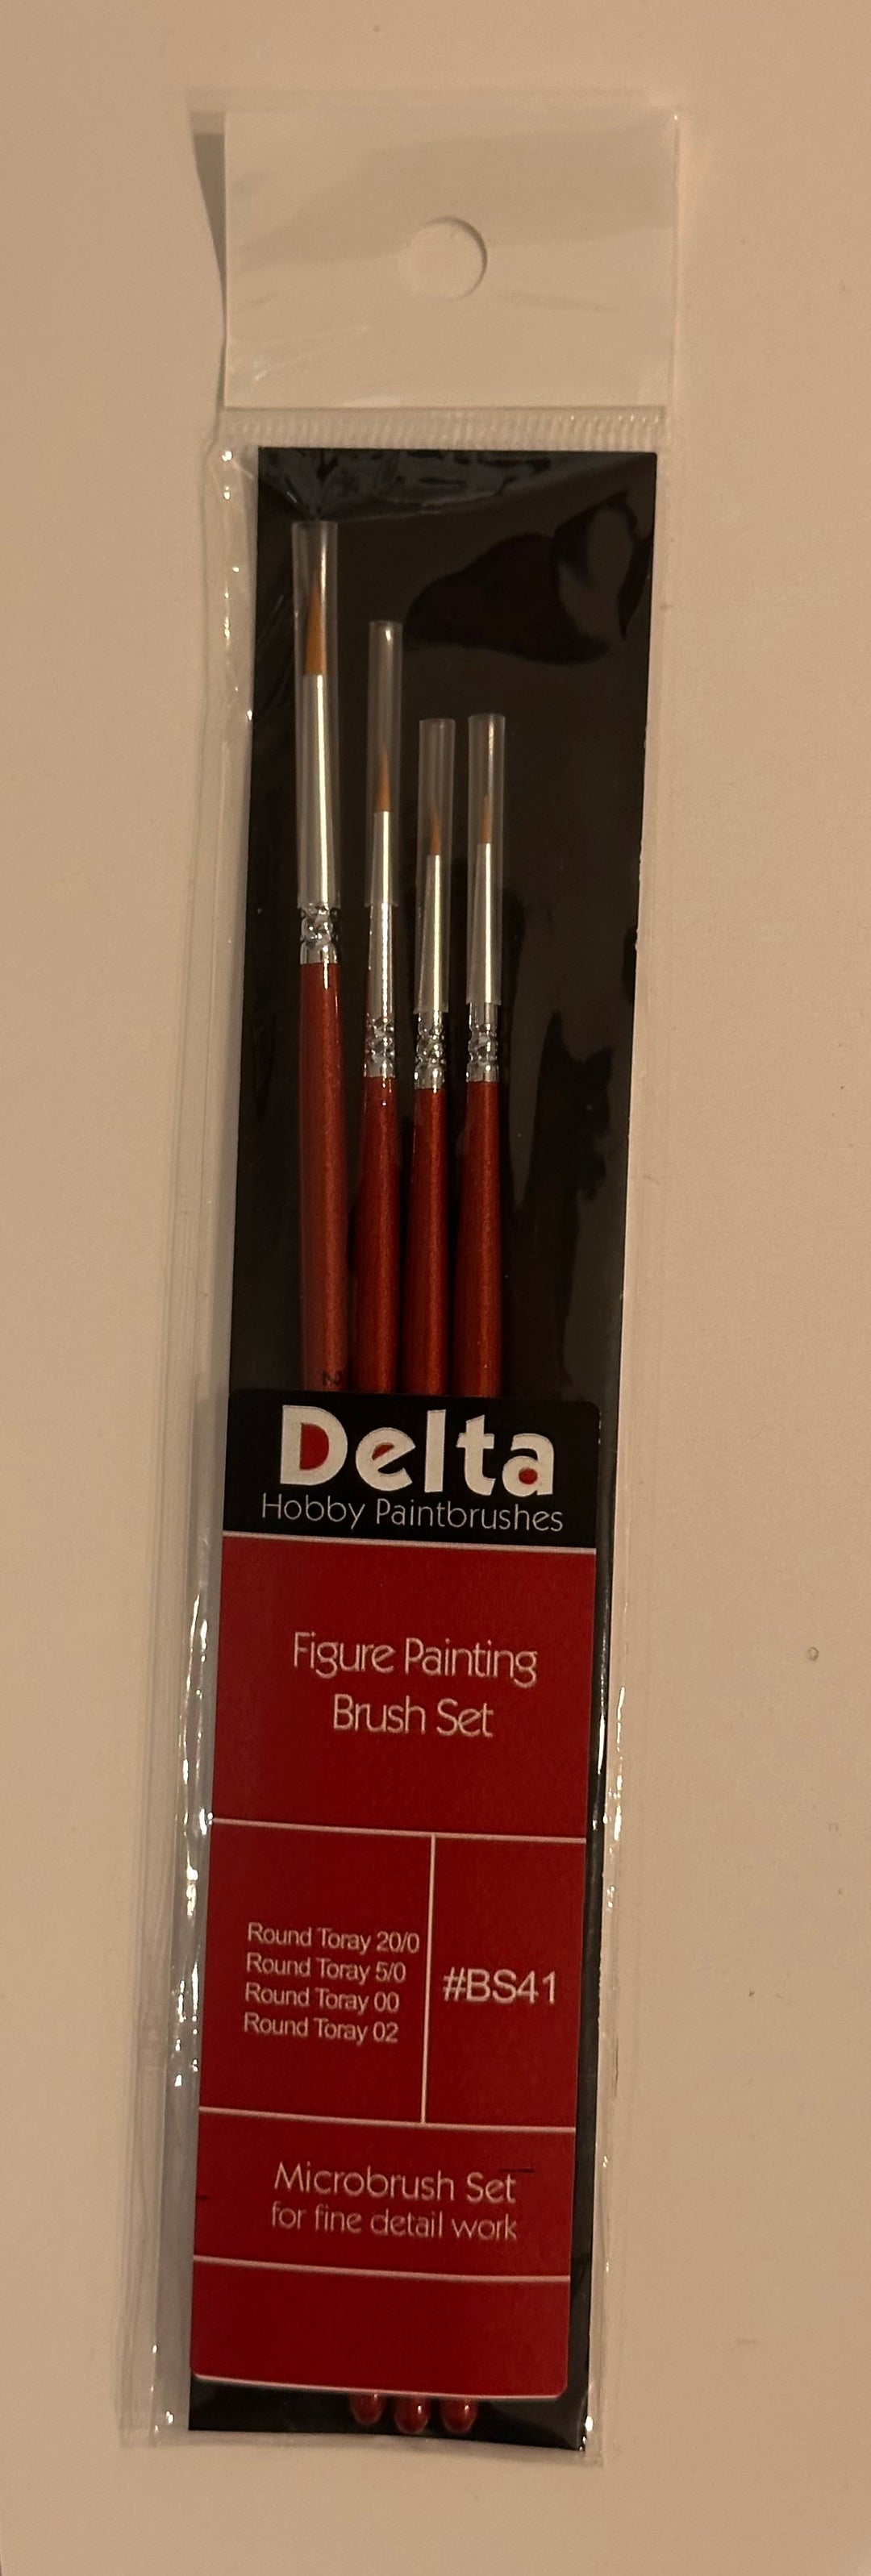 2
Delta
Hobby Paintbrushes
Figure Painting
Brush Set
Round Toray 20/0
Round Toray 5/0
Round Toray 00
Round Toray 02
#BS41
Microbrush Set
for fine detail work